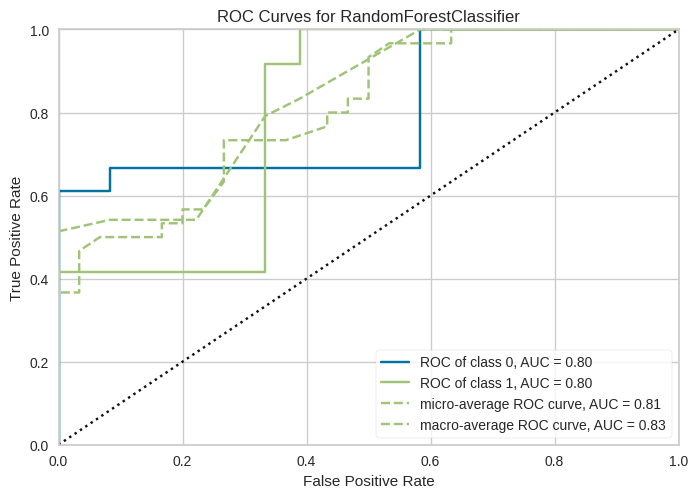 ROC Curves for RandomForestClassifier
True Positive Rate
1.0
0.8
0.6
0.4
0.2
0.0
ROC of class 0, AUC = 0.80
ROC of class 1, AUC = 0.80
micro-average ROC curve, AUC = 0.81
macro-average ROC curve, AUC = 0.83
0.0 0.2 0.4 0.6 0.8 1.0
False Positive Rate